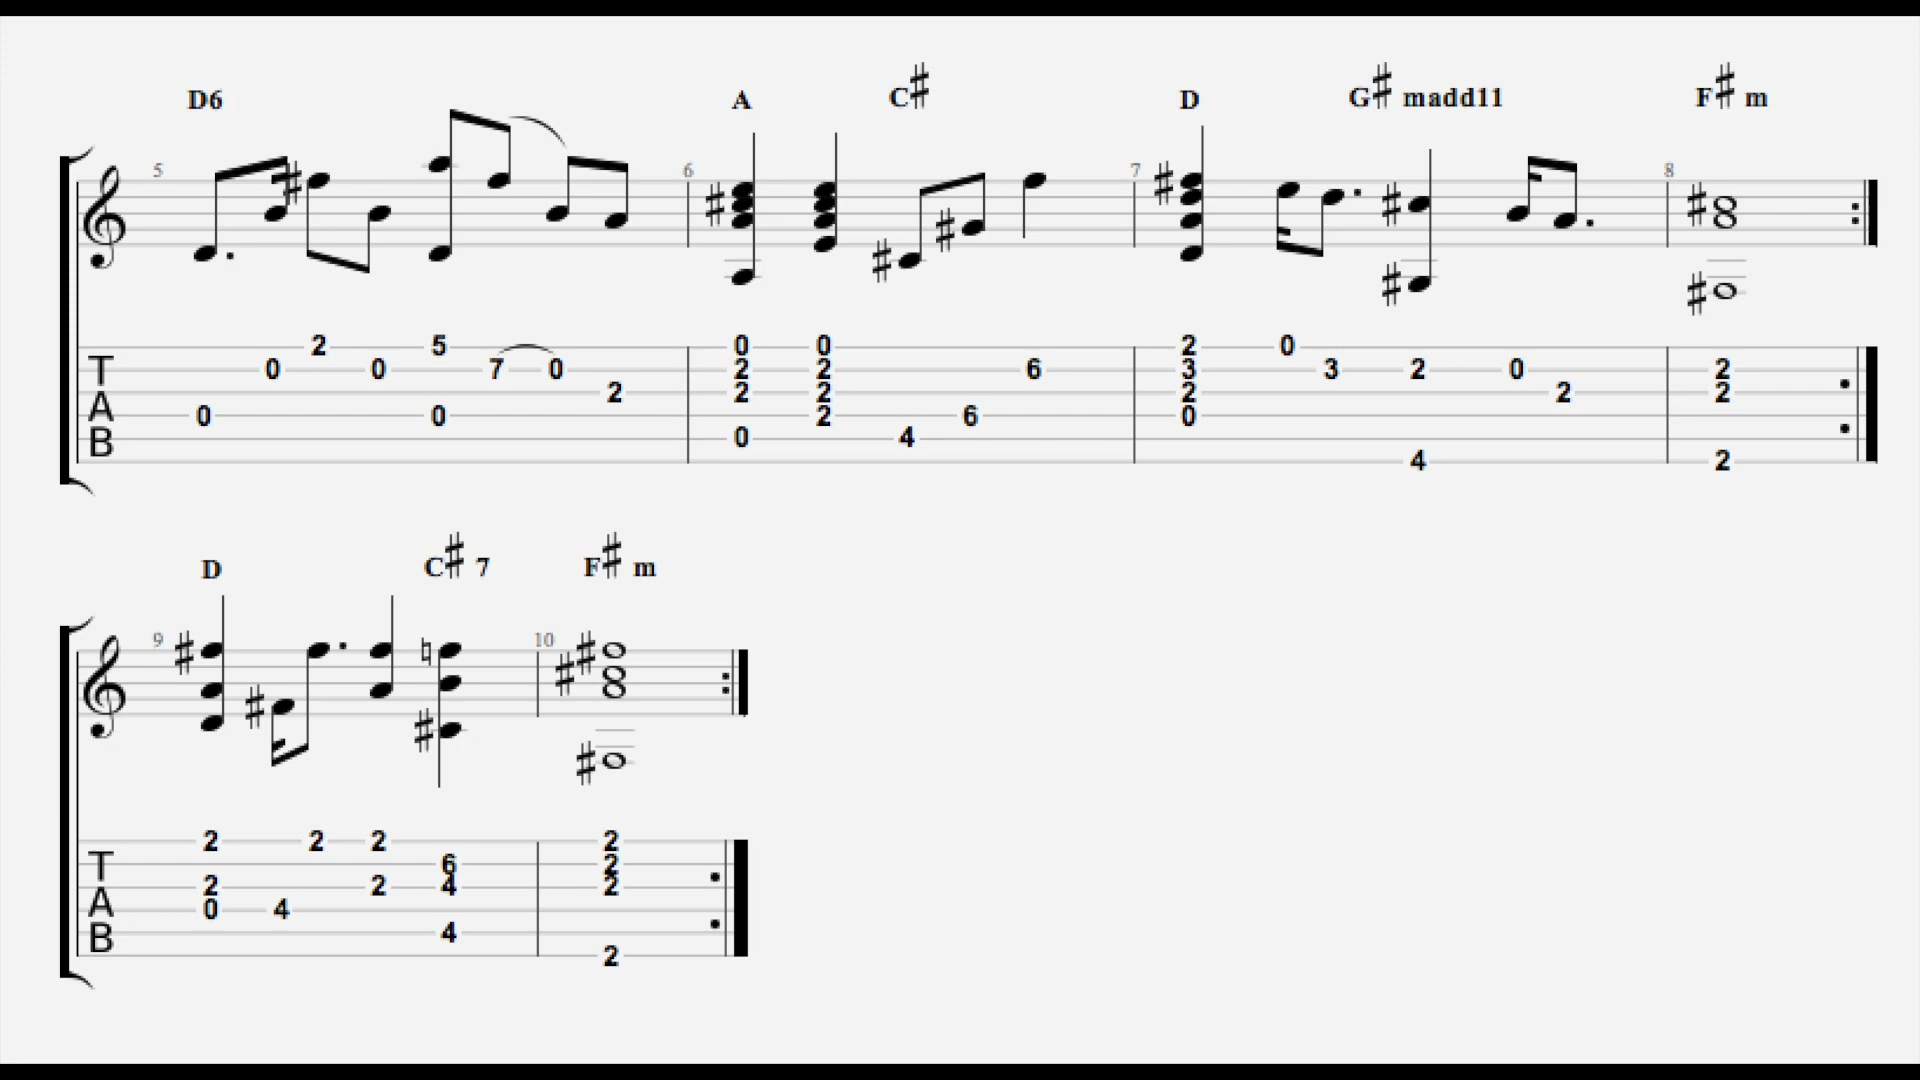 D6 A C♯ D G♯ madd11 F♯ m
5 6 7 8
2 5 0 0 2 0
T 0 0 7 0 2 2 6 3 3 2 0 2
2 2 2 2 2 2
A 0 0 2 6 0
B 0 4
4 2
D C♯ 7 F♯ m
9 10
2 2 2 2
T 6 2
2 2 4 2
A 0 4
B 4
2